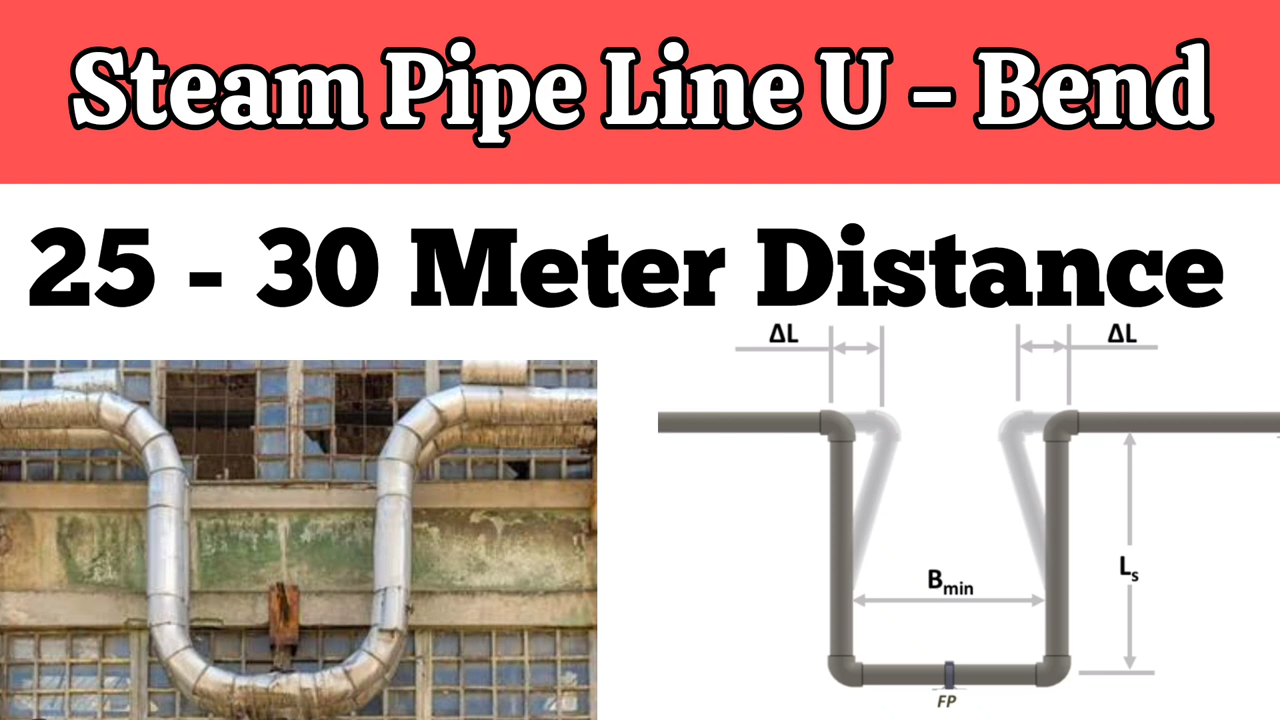 Steam Pipe Line U - Bend
25 - 30 Meter Distance
ΔL
ΔL
Bmin
Ls
FP